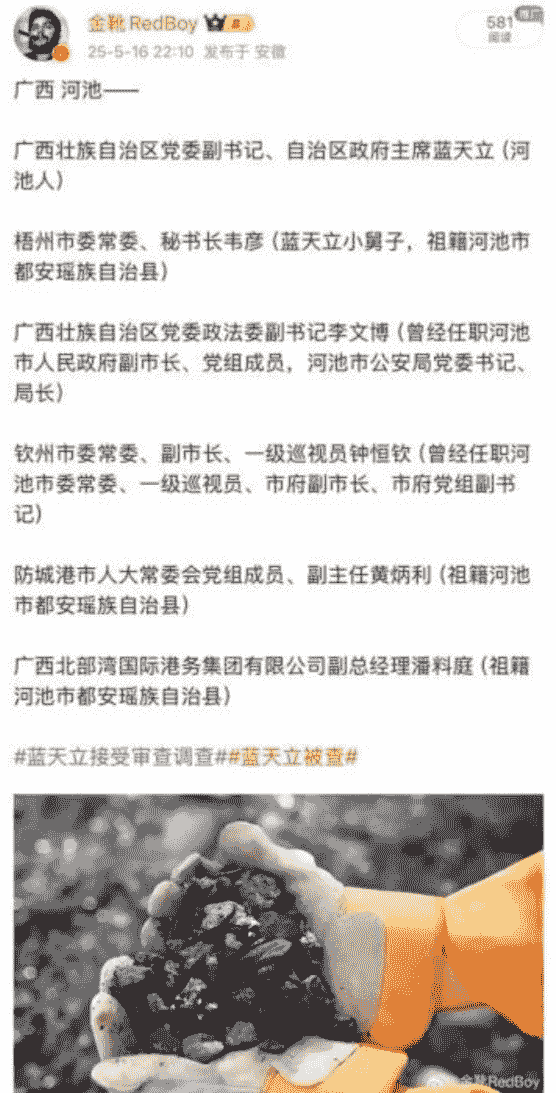 金靴 RedBoy
581
阅读
25-5-16 22:10 发布于 安徽
广西 河池——
广西壮族自治区党委副书记、自治区政府主席蓝天立（河
池人）
梧州市委常委、秘书长韦彦（蓝天立小舅子，祖籍河池市
都安瑶族自治县）
广西壮族自治区党委政法委副书记李文博（曾经任职河池
市人民政府副市长、党组成员，河池市公安局党委书记、
局长）
钦州市委常委、副市长、一级巡视员钟恒钦（曾经任职河
池市委常委、一级巡视员、市府副市长、市府党组副书
记）
防城港市人大常委会党组成员、副主任黄炳利（祖籍河池
市都安瑶族自治县）
广西北部湾国际港务集团有限公司副总经理潘料庭（祖籍
河池市都安瑶族自治县）
#蓝天立接受审查调查##蓝天立被查#
金靴RedBoy